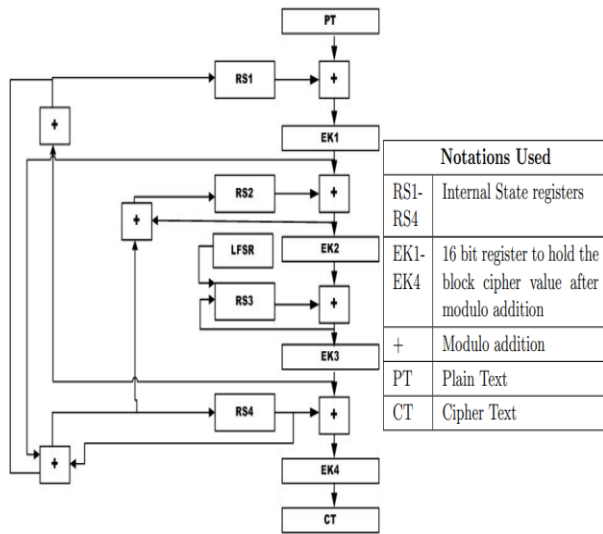 PT
RS1
+
+
EK1
RS2
+
+
LFSR
EK2
RS3
+
EK3
RS4
+
+
EK4
CT
Notations Used
RS1- Internal State registers
RS4
EK1- 16 bit register to hold the
EK4 block cipher value after
modulo addition
+ Modulo addition
PT Plain Text
CT Cipher Text